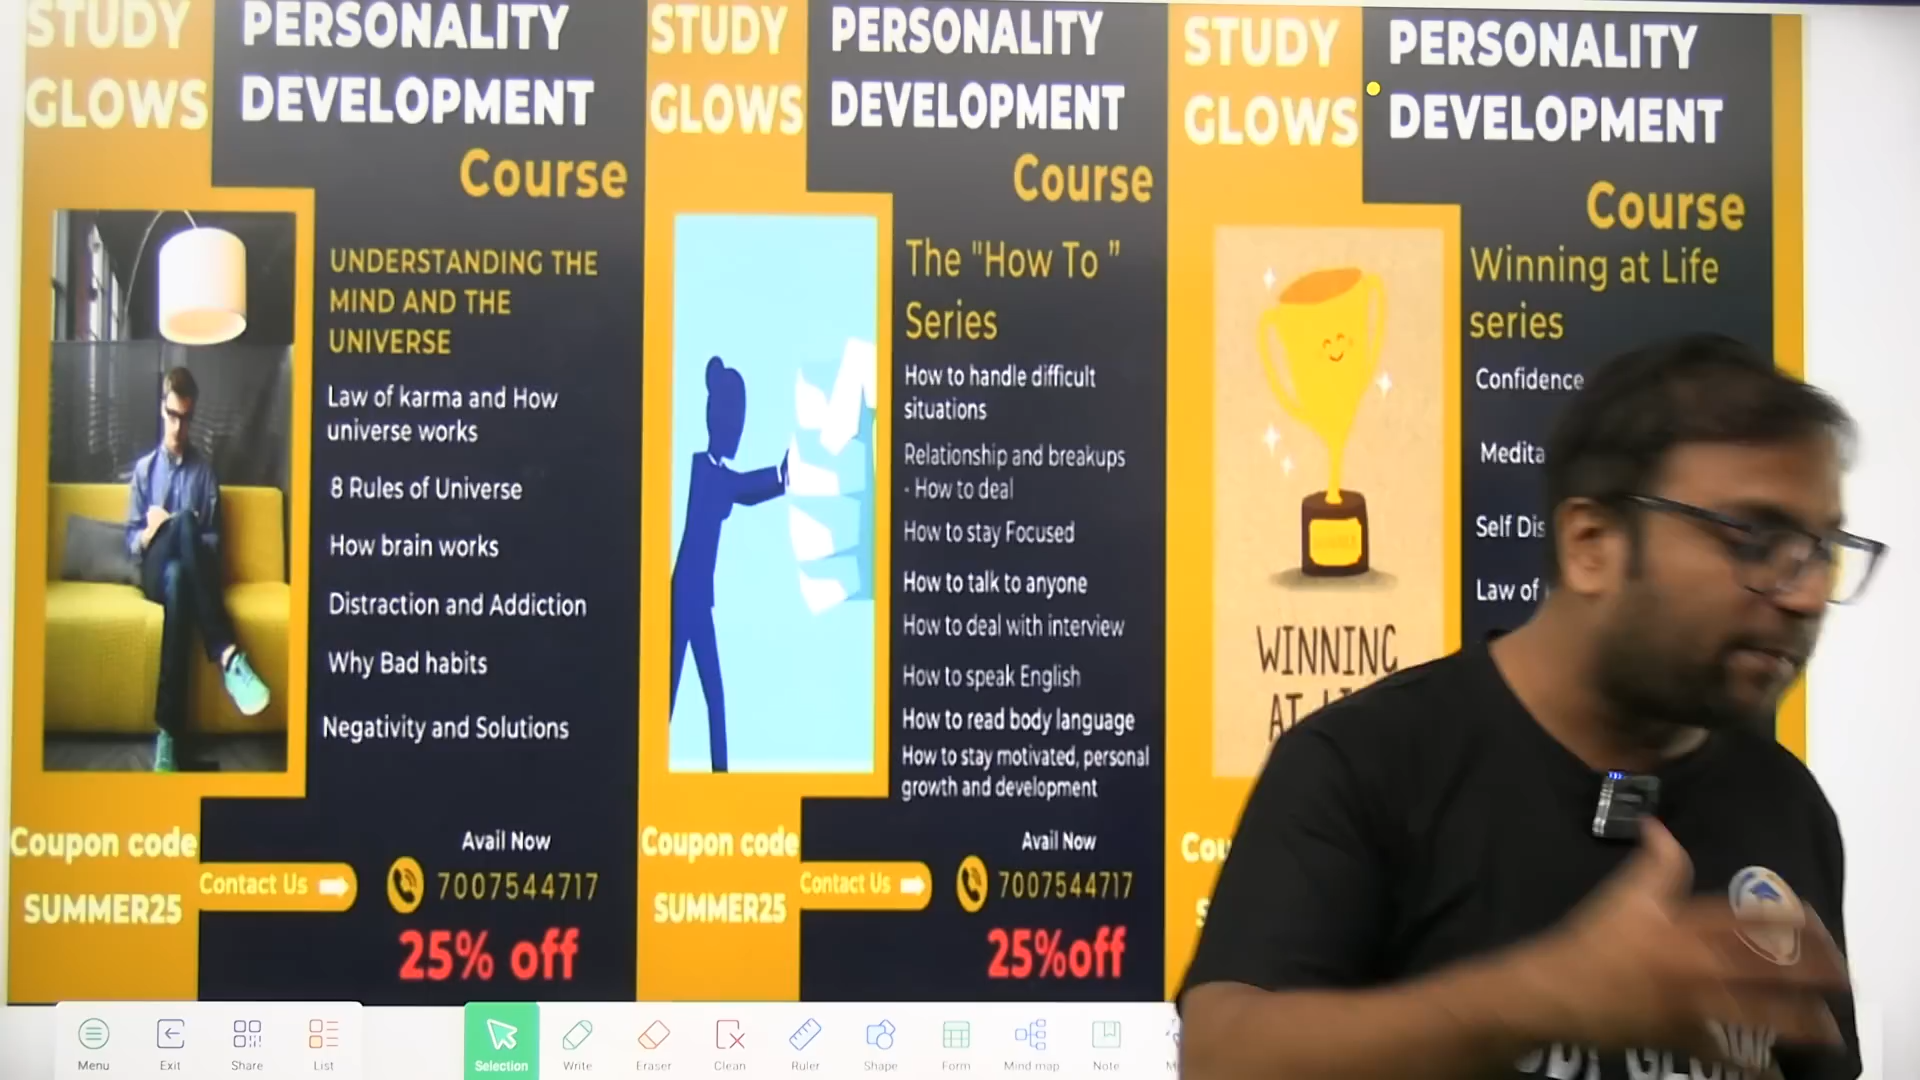 STUDY
GLOWS
PERSONALITY
DEVELOPMENT
Course
UNDERSTANDING THE
MIND AND THE
UNIVERSE
Law of karma and How
universe works
8 Rules of Universe
How brain works
Distraction and Addiction
Why Bad habits
Negativity and Solutions
Coupon code
SUMMER25
Contact Us
Avail Now
7007544717
25% off
STUDY
GLOWS
PERSONALITY
DEVELOPMENT
Course
The "How To ”
Series
How to handle difficult
situations
Relationship and breakups
- How to deal
How to stay Focused
How to talk to anyone
How to deal with interview
How to speak English
How to read body language
How to stay motivated, personal
growth and development
Coupon code
SUMMER25
Contact Us
Avail Now
7007544717
25%off
STUDY
GLOWS
PERSONALITY
DEVELOPMENT
Course
Winning at Life
series
Confidence
Self
Law of
WINNING
AT
Menu
Exit
Share
List
Selection
Write
Eraser
Clean
Ruler
Shape
Form
Mind map
Note